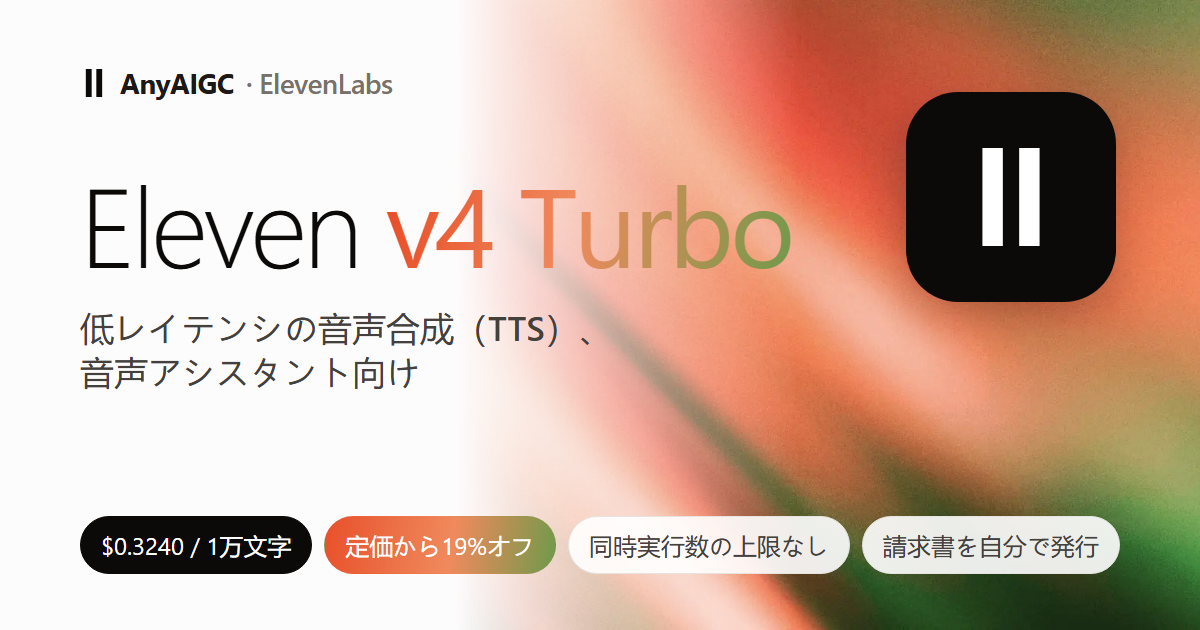 AnyAIGC · ElevenLabs
Eleven v4 Turbo
低レイテンシの音声合成（TTS）、
音声アシスタント向け
$0.3240 / 1万文字
定価から19%オフ
同時実行数の上限なし
請求書を自分で発行